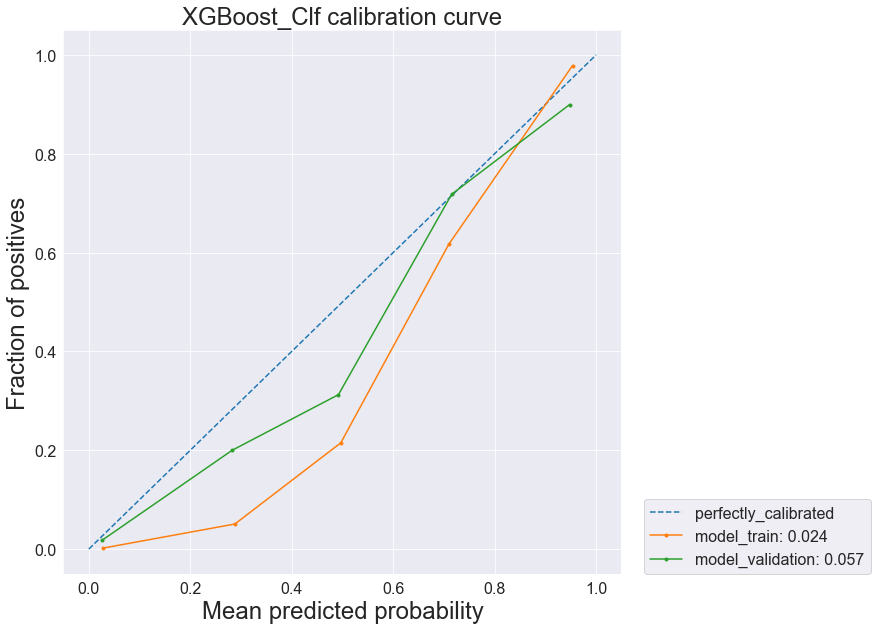 XGBoost_Clf calibration curve
Fraction of positives
1.0
0.8
0.6
0.4
0.2
0.0
0.0 0.2 0.4 0.6 0.8 1.0
Mean predicted probability
perfectly_calibrated
model_train: 0.024
model_validation: 0.057